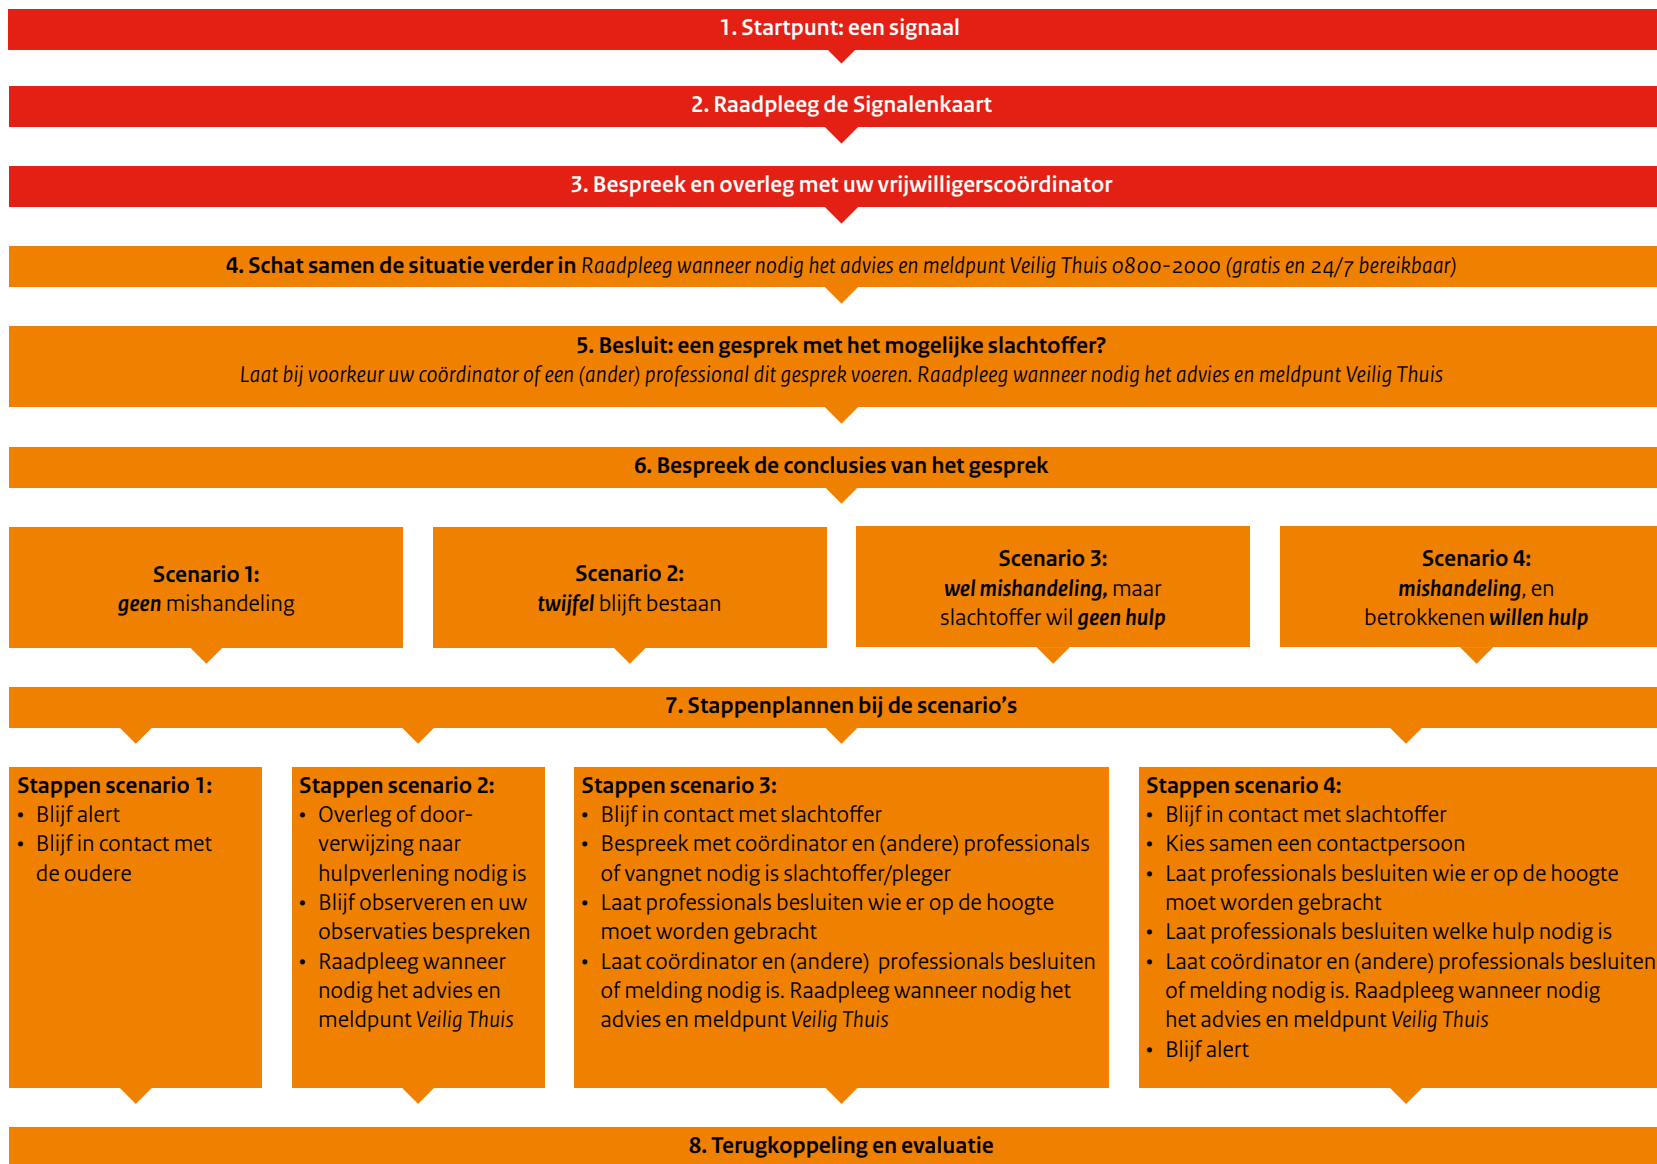 1. Startpunt: een signaal
2. Raadpleeg de Signalenkaart
3. Bespreek en overleg met uw vrijwilligerscoördinator
4. Schat samen de situatie verder in Raadpleeg wanneer nodig het advies en meldpunt Veilig Thuis 0800-2000 (gratis en 24/7 bereikbaar)
5. Besluit: een gesprek met het mogelijke slachtoffer?
Laat bij voorkeur uw coördinator of een (ander) professional dit gesprek voeren. Raadpleeg wanneer nodig het advies en meldpunt Veilig Thuis
6. Bespreek de conclusies van het gesprek
Scenario 1:
geen mishandeling
Scenario 2:
twijfel blijft bestaan
Scenario 3:
wel mishandeling, maar
slachtoffer wil geen hulp
Scenario 4:
mishandeling, en
betrokkenen willen hulp
7. Stappenplannen bij de scenario's
Stappen scenario 1:
• Blijf alert
• Blijf in contact met
de oudere
Stappen scenario 2:
• Overleg of door-
verwijzing naar
hulpverlening nodig is
• Blijf observeren en uw
observaties bespreken
• Raadpleeg wanneer
nodig het advies en
meldpunt Veilig Thuis
Stappen scenario 3:
• Blijf in contact met slachtoffer
• Bespreek met coördinator en (andere) professionals
of vangnet nodig is slachtoffer/pleger
• Laat professionals besluiten wie er op de hoogte
moet worden gebracht
• Laat coördinator en (andere) professionals besluiten
of melding nodig is. Raadpleeg wanneer nodig het
advies en meldpunt Veilig Thuis
Stappen scenario 4:
• Blijf in contact met slachtoffer
• Kies samen een contactpersoon
• Laat professionals besluiten wie er op de hoogte
moet worden gebracht
• Laat professionals besluiten welke hulp nodig is
• Laat coördinator en (andere) professionals besluiten
of melding nodig is. Raadpleeg wanneer nodig
het advies en meldpunt Veilig Thuis
• Blijf alert
8. Terugkoppeling en evaluatie